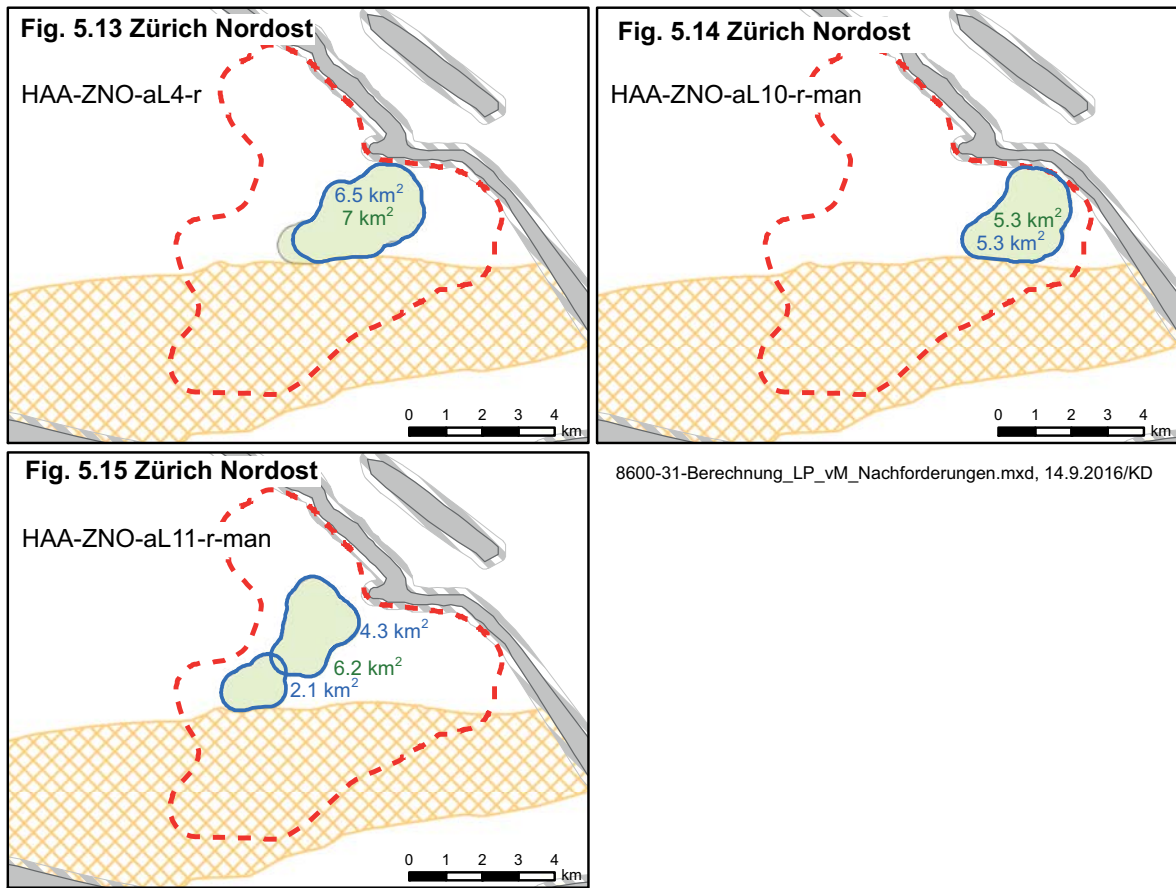 Fig. 5.13 Zürich Nordost
HAA-ZNO-aL4-r
6.5 km²
7 km²
0 1 2 3 4
km
Fig. 5.14 Zürich Nordost
HAA-ZNO-aL10-r-man
5.3 km²
5.3 km²
0 1 2 3 4
km
Fig. 5.15 Zürich Nordost
HAA-ZNO-aL11-r-man
4.3 km²
6.2 km²
2.1 km²
0 1 2 3 4
km
8600-31-Berechnung_LP_vM_Nachforderungen.mxd, 14.9.2016/KD